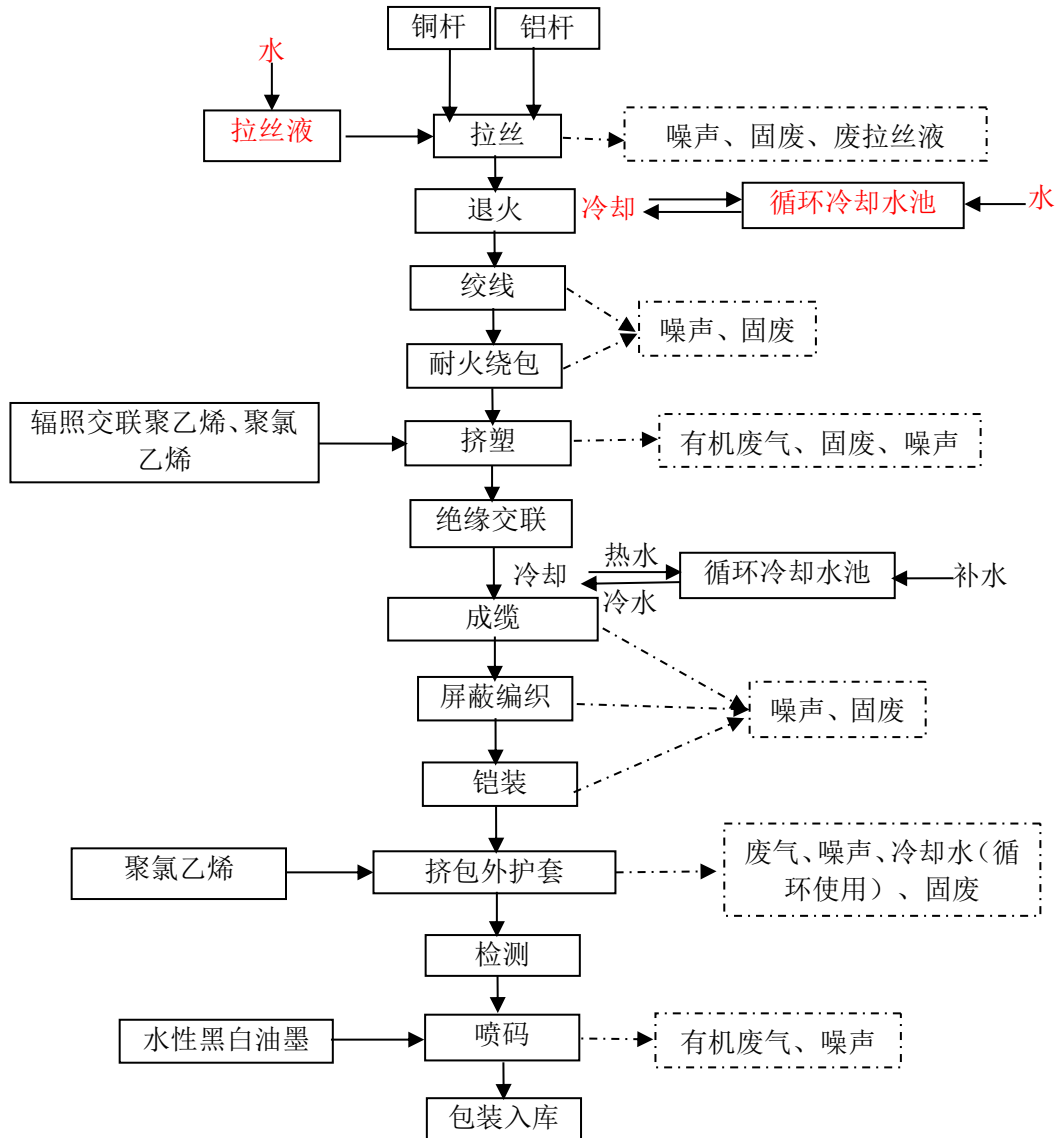 铜杆
铝杆
水
拉丝液
拉丝
噪声、固废、废拉丝液
退火
冷却
循环冷却水池
水
绞线
噪声、固废
耐火绕包
辐照交联聚乙烯、聚氯
乙烯
挤塑
有机废气、固废、噪声
绝缘交联
热水
冷却
循环冷却水池
补水
冷水
成缆
屏蔽编织
噪声、固废
铠装
聚氯乙烯
挤包外护套
废气、噪声、冷却水（循
环使用）、固废
检测
水性黑白油墨
喷码
有机废气、噪声
包装入库